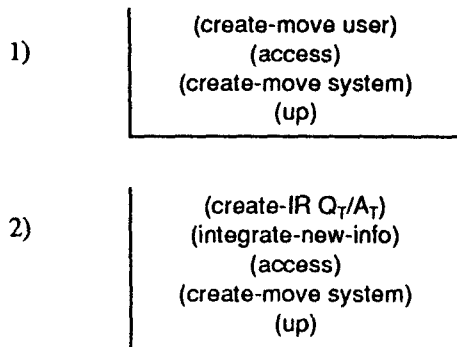 (create-move user)
1) (access)
(create-move system)
(up)
(create-IR Q_T/A_T)
2) (integrate-new-info)
(access)
(create-move system)
(up)